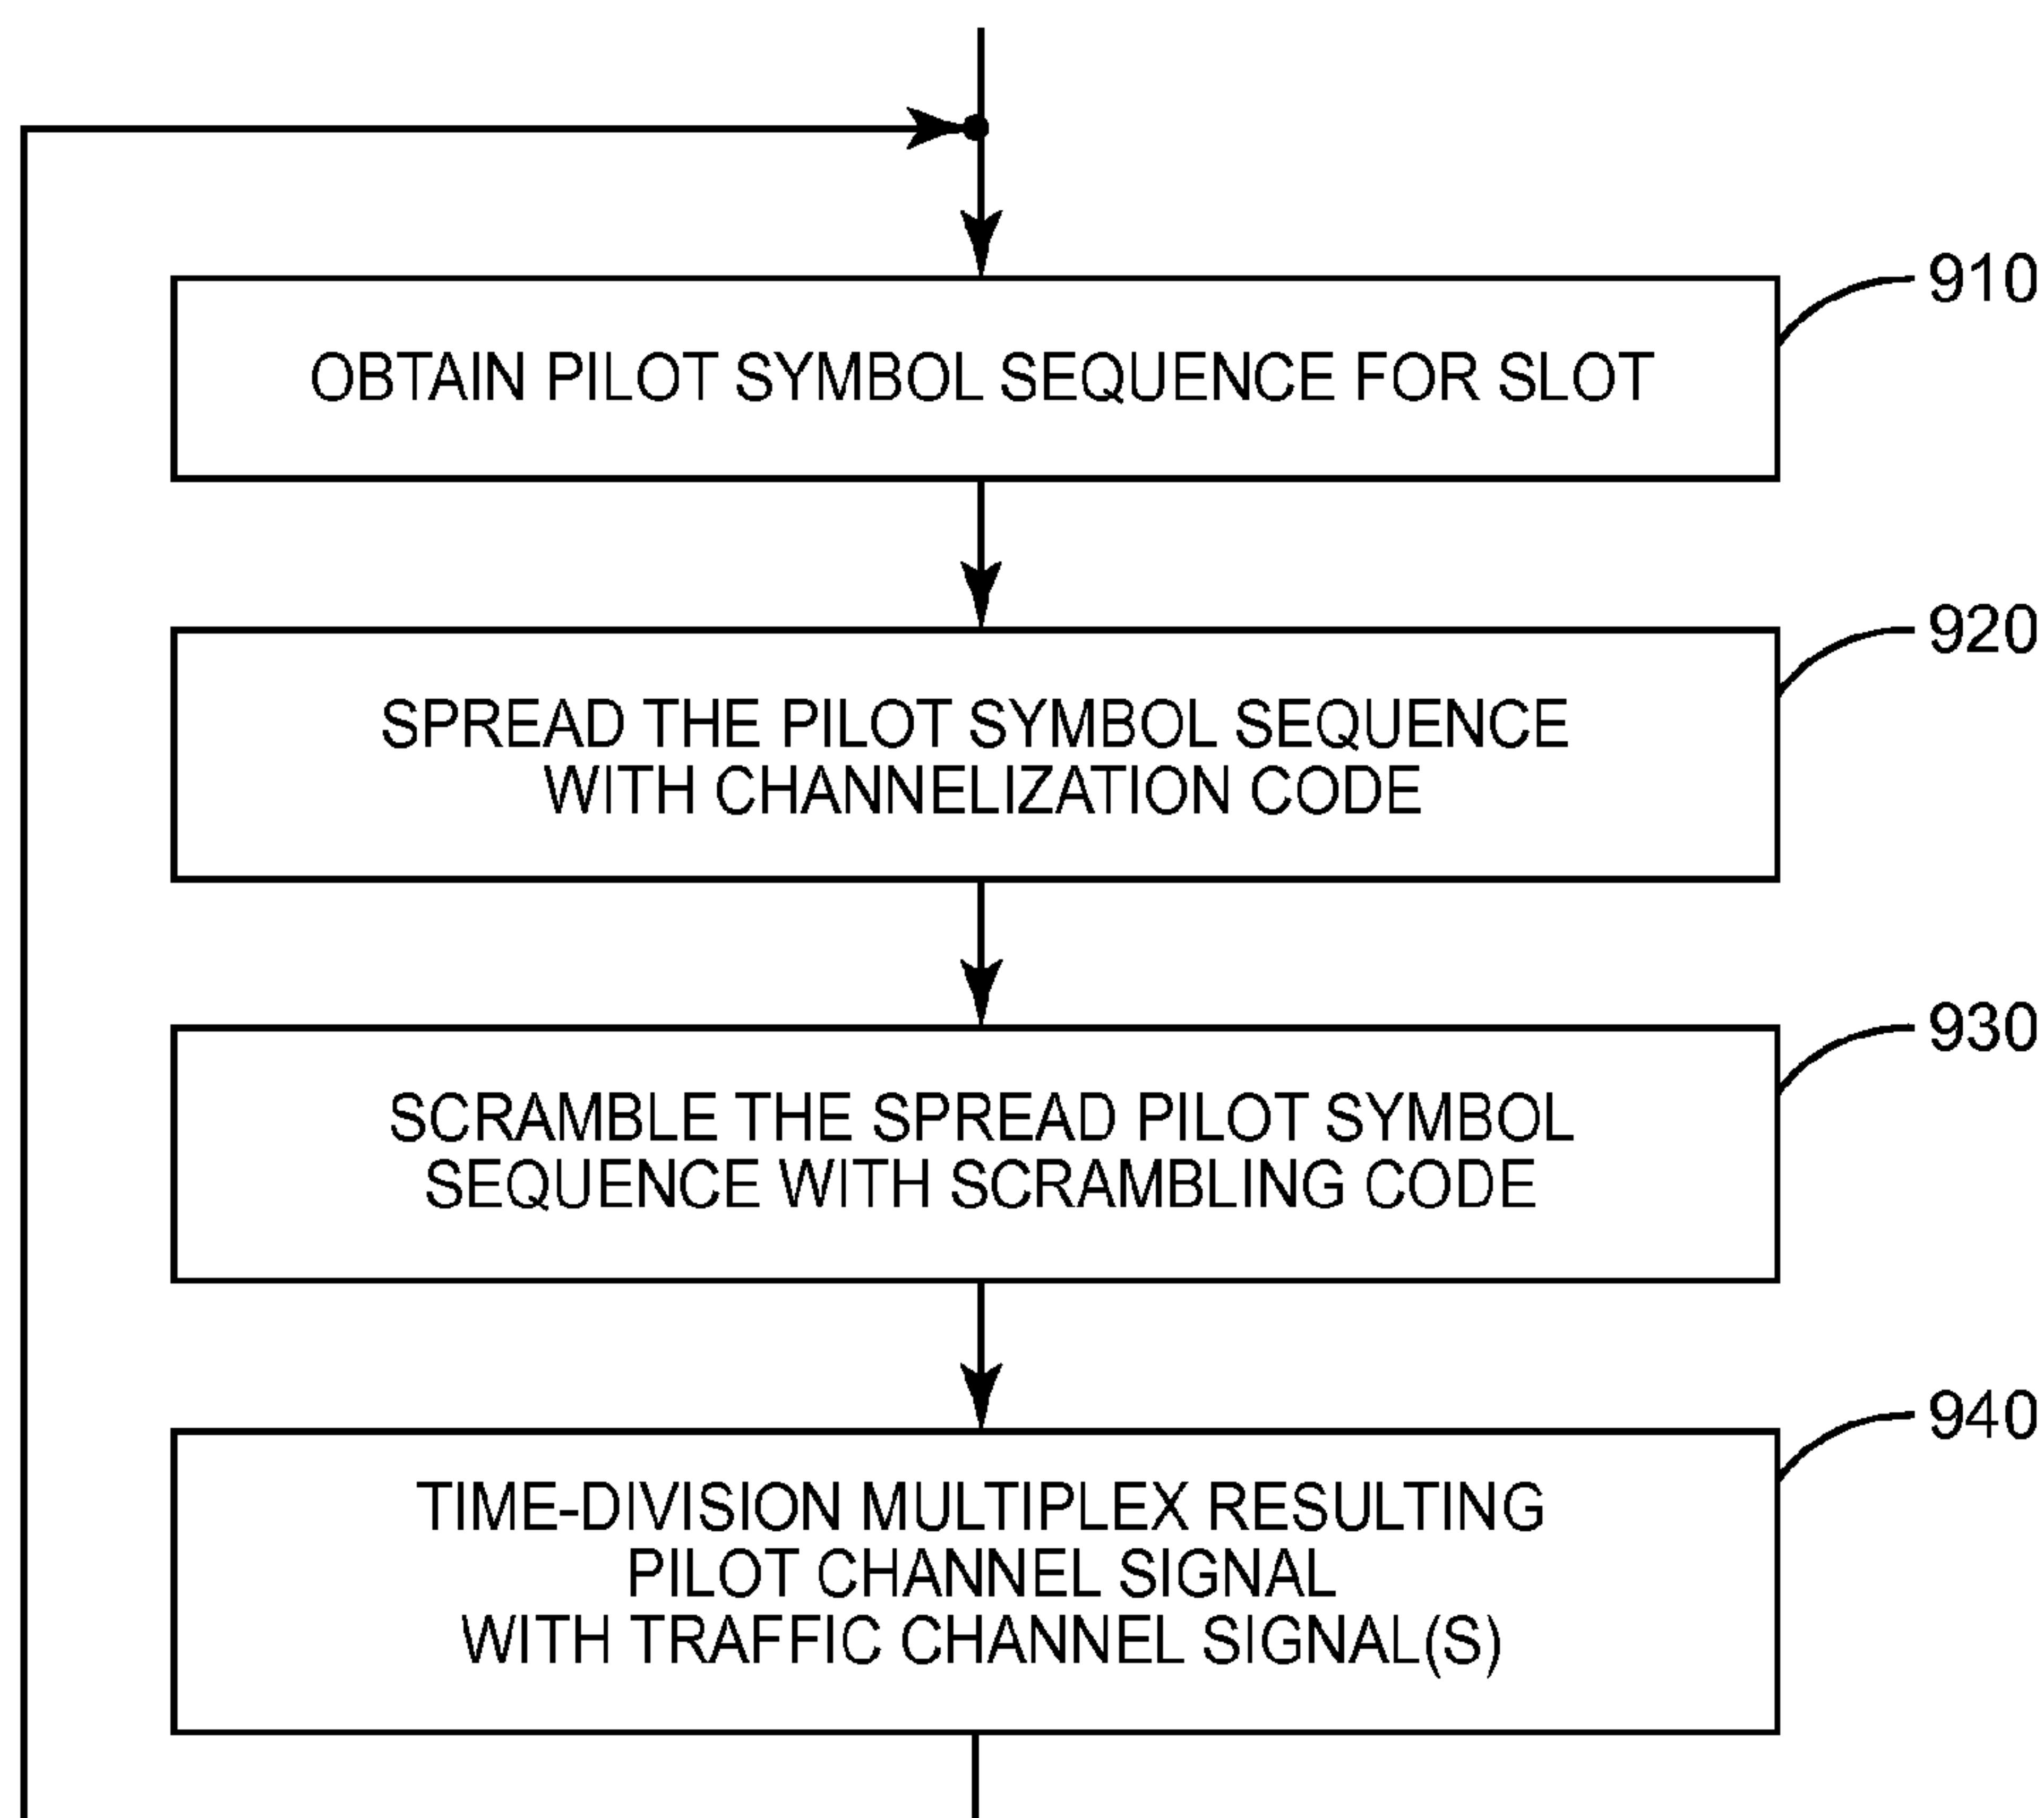 910
OBTAIN PILOT SYMBOL SEQUENCE FOR SLOT
920
SPREAD THE PILOT SYMBOL SEQUENCE
WITH CHANNELIZATION CODE
930
SCRAMBLE THE SPREAD PILOT SYMBOL
SEQUENCE WITH SCRAMBLING CODE
940
TIME-DIVISION MULTIPLEX RESULTING
PILOT CHANNEL SIGNAL
WITH TRAFFIC CHANNEL SIGNAL(S)